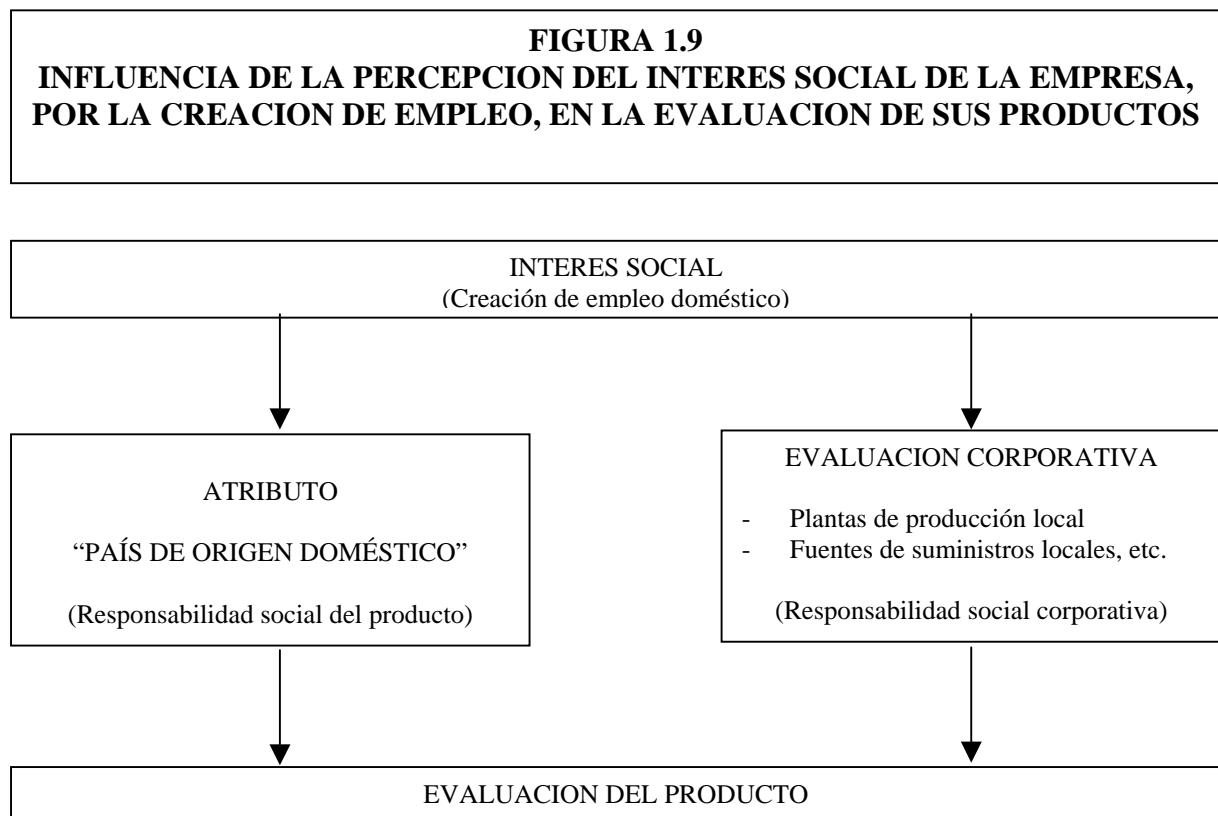 FIGURA 1.9
INFLUENCIA DE LA PERCEPCION DEL INTERES SOCIAL DE LA EMPRESA,
POR LA CREACION DE EMPLEO, EN LA EVALUACION DE SUS PRODUCTOS
INTERES SOCIAL
(Creación de empleo doméstico)
ATRIBUTO
“PAÍS DE ORIGEN DOMÉSTICO”
(Responsabilidad social del producto)
EVALUACION CORPORATIVA
- Plantas de producción local
- Fuentes de suministros locales, etc.
(Responsabilidad social corporativa)
EVALUACION DEL PRODUCTO